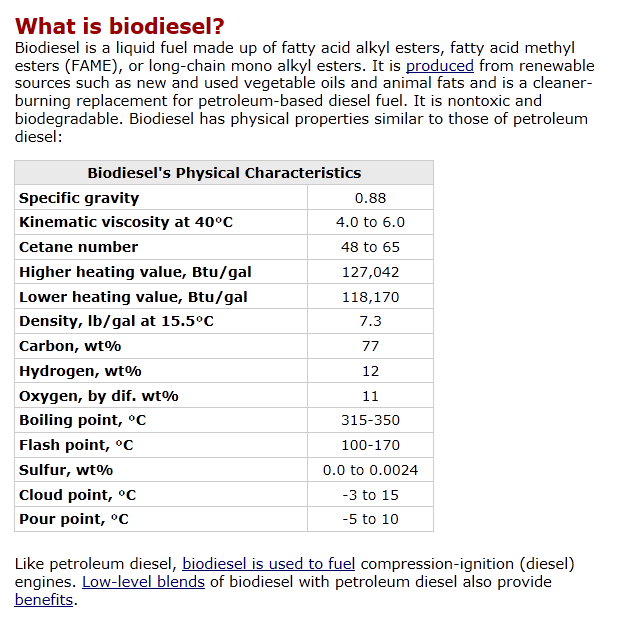 What is biodiesel?
Biodiesel is a liquid fuel made up of fatty acid alkyl esters, fatty acid methyl
esters (FAME), or long-chain mono alkyl esters. It is produced from renewable
sources such as new and used vegetable oils and animal fats and is a cleaner-
burning replacement for petroleum-based diesel fuel. It is nontoxic and
biodegradable. Biodiesel has physical properties similar to those of petroleum
diesel:
Biodiesel's Physical Characteristics
Specific gravity 0.88
Kinematic viscosity at 40ºC 4.0 to 6.0
Cetane number 48 to 65
Higher heating value, Btu/gal 127,042
Lower heating value, Btu/gal 118,170
Density, lb/gal at 15.5ºC 7.3
Carbon, wt% 77
Hydrogen, wt% 12
Oxygen, by dif. wt% 11
Boiling point, ºC 315-350
Flash point, ºC 100-170
Sulfur, wt% 0.0 to 0.0024
Cloud point, ºC -3 to 15
Pour point, ºC -5 to 10
Like petroleum diesel, biodiesel is used to fuel compression-ignition (diesel)
engines. Low-level blends of biodiesel with petroleum diesel also provide
benefits.